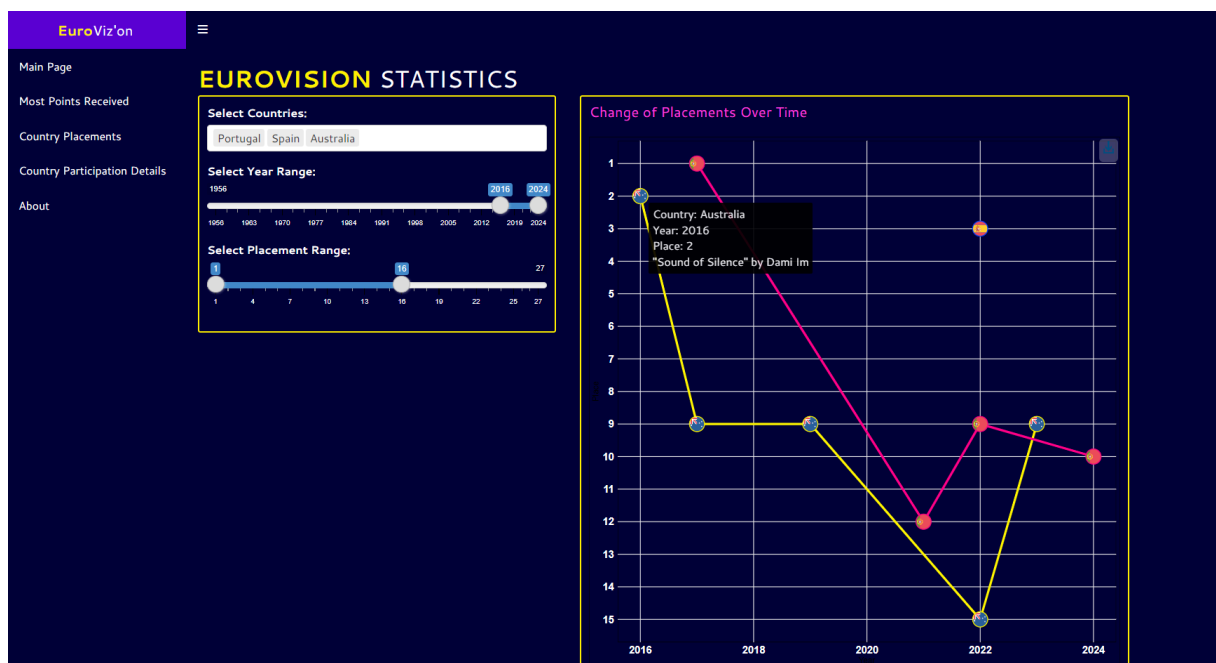 EuroViz'on
Main Page
Most Points Received
Country Placements
Country Participation Details
About
EUROVISION STATISTICS
Select Countries:
Portugal Spain Australia
Select Year Range:
1956 2016 2024
1956 1963 1970 1977 1984 1991 1998 2005 2012 2019 2024
Select Placement Range:
1 16 27
1 4 7 10 13 16 19 22 25 27
Change of Placements Over Time
1
2
3
4
5
6
7
8
9
10
11
12
13
14
15
Country: Australia
Year: 2016
Place: 2
"Sound of Silence" by Dami Im
2016 2018 2020 2022 2024